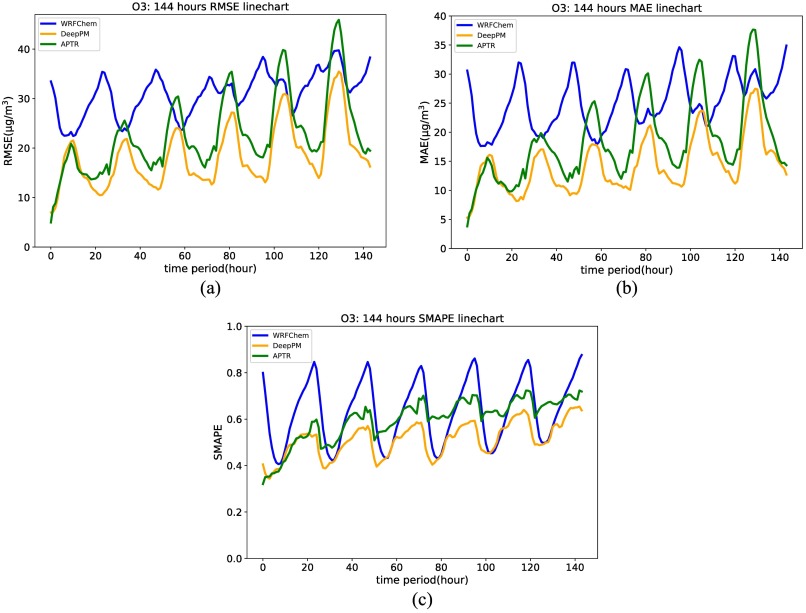 O3: 144 hours RMSE linechart
WRFChem
DeepPM
APTR
RMSE(μg/m³)
40
30
20
10
0
0 20 40 60 80 100 120 140
time period(hour)
(a)
O3: 144 hours MAE linechart
WRFChem
DeepPM
APTR
MAE(μg/m³)
40
35
30
25
20
15
10
5
0
0 20 40 60 80 100 120 140
time period(hour)
(b)
O3: 144 hours SMAPE linechart
WRFChem
DeepPM
APTR
SMAPE
1.0
0.8
0.6
0.4
0.2
0.0
0 20 40 60 80 100 120 140
time period(hour)
(c)